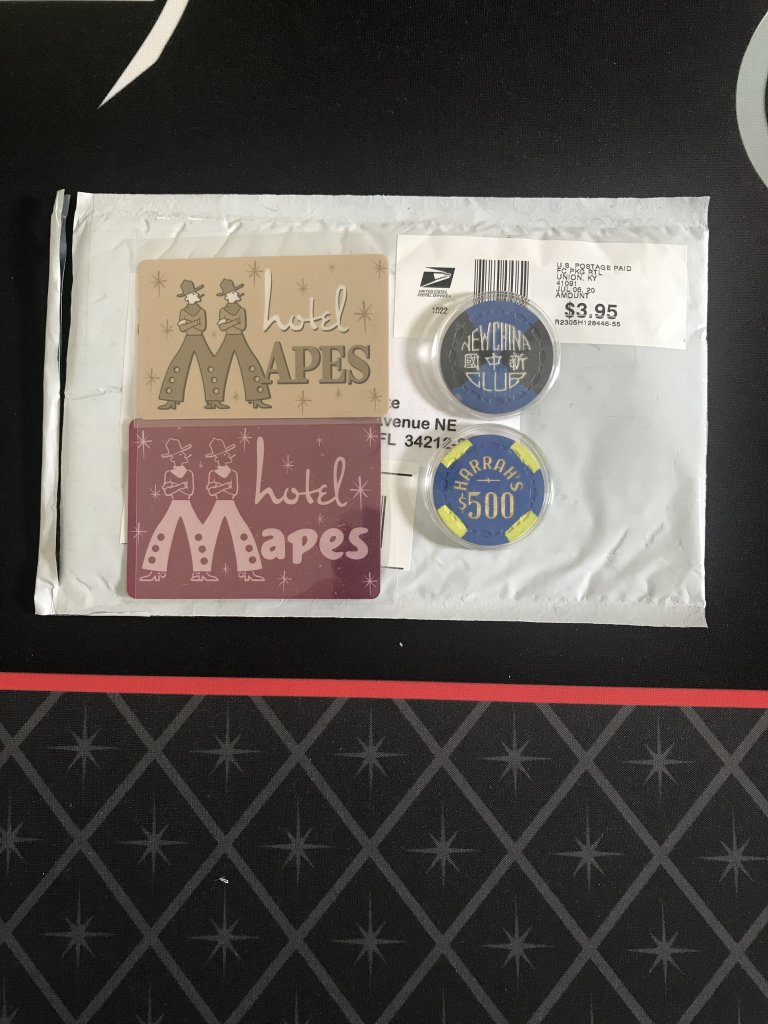 hotel
MAPES
hotel
Mapes
UNITED STATES
POSTAL SERVICE
1022
U.S. POSTAGE PAID
FC PKG RTL
UNION, KY
41091
JUL 06, 20
AMOUNT
$3.95
R2305H128446-55
NEW CHINA
國中新
CLUB
Avenue NE
FL 34212
HARRAH'S
$500